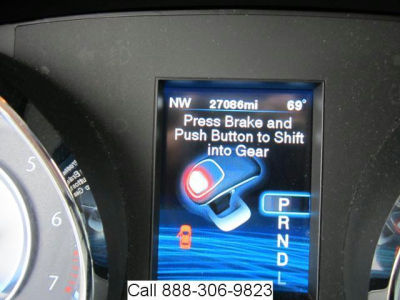 NW 27086mi 69°
Press Brake and
Push Button to Shift
into Gear
P
R
N
D
L
5
6
7
Call 888-306-9823